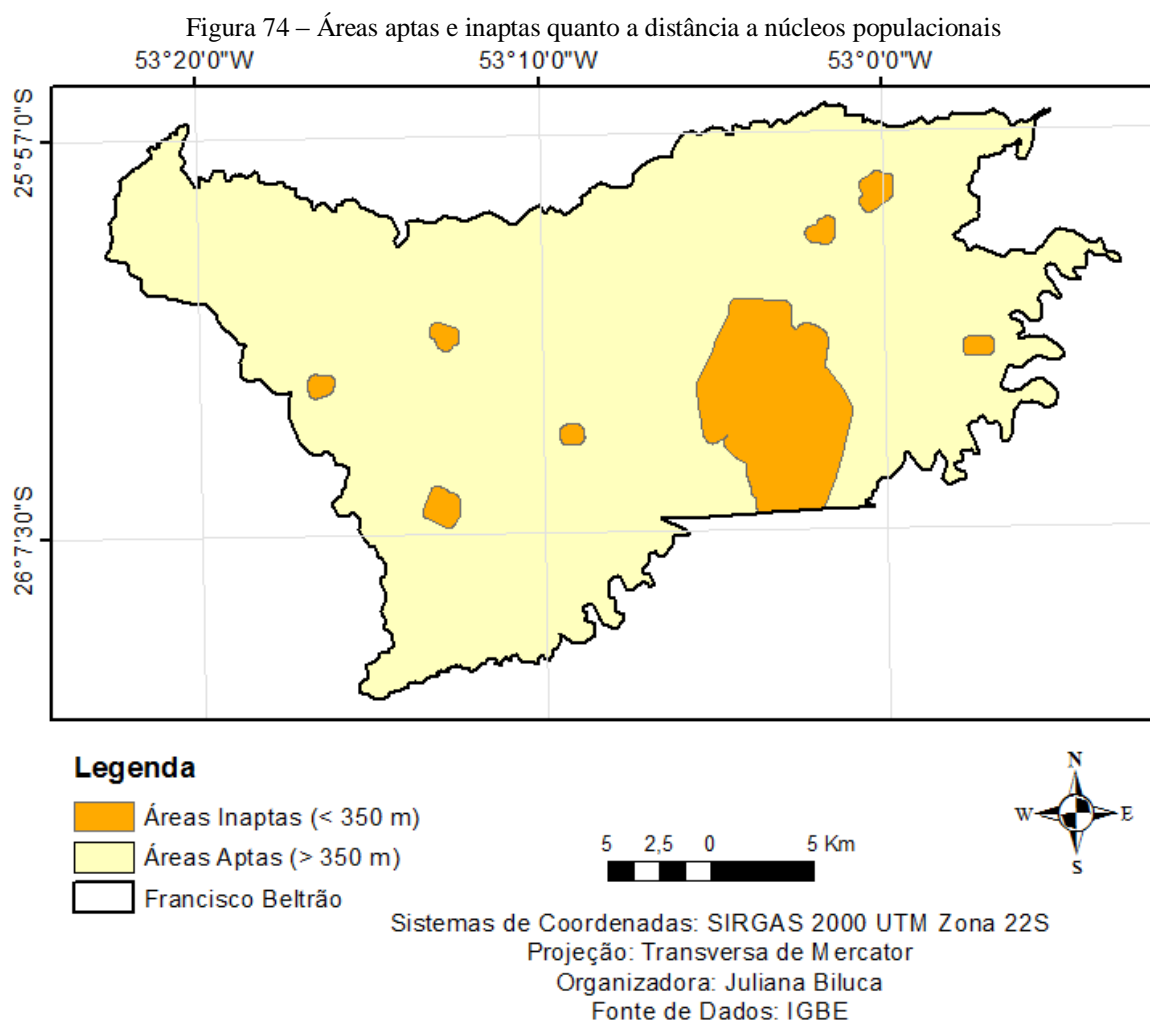 Figura 74 – Áreas aptas e inaptas quanto a distância a núcleos populacionais
53°20'0"W 53°10'0"W 53°0'0"W
25°57'0"S
26°7'30"S
Legenda
Áreas Inaptas (< 350 m)
Áreas Aptas (> 350 m)
Francisco Beltrão
5 2,5 0 5 Km
N
W E
S
Sistemas de Coordenadas: SIRGAS 2000 UTM Zona 22S
Projeção: Transversa de Mercator
Organizadora: Juliana Biluca
Fonte de Dados: IGBE